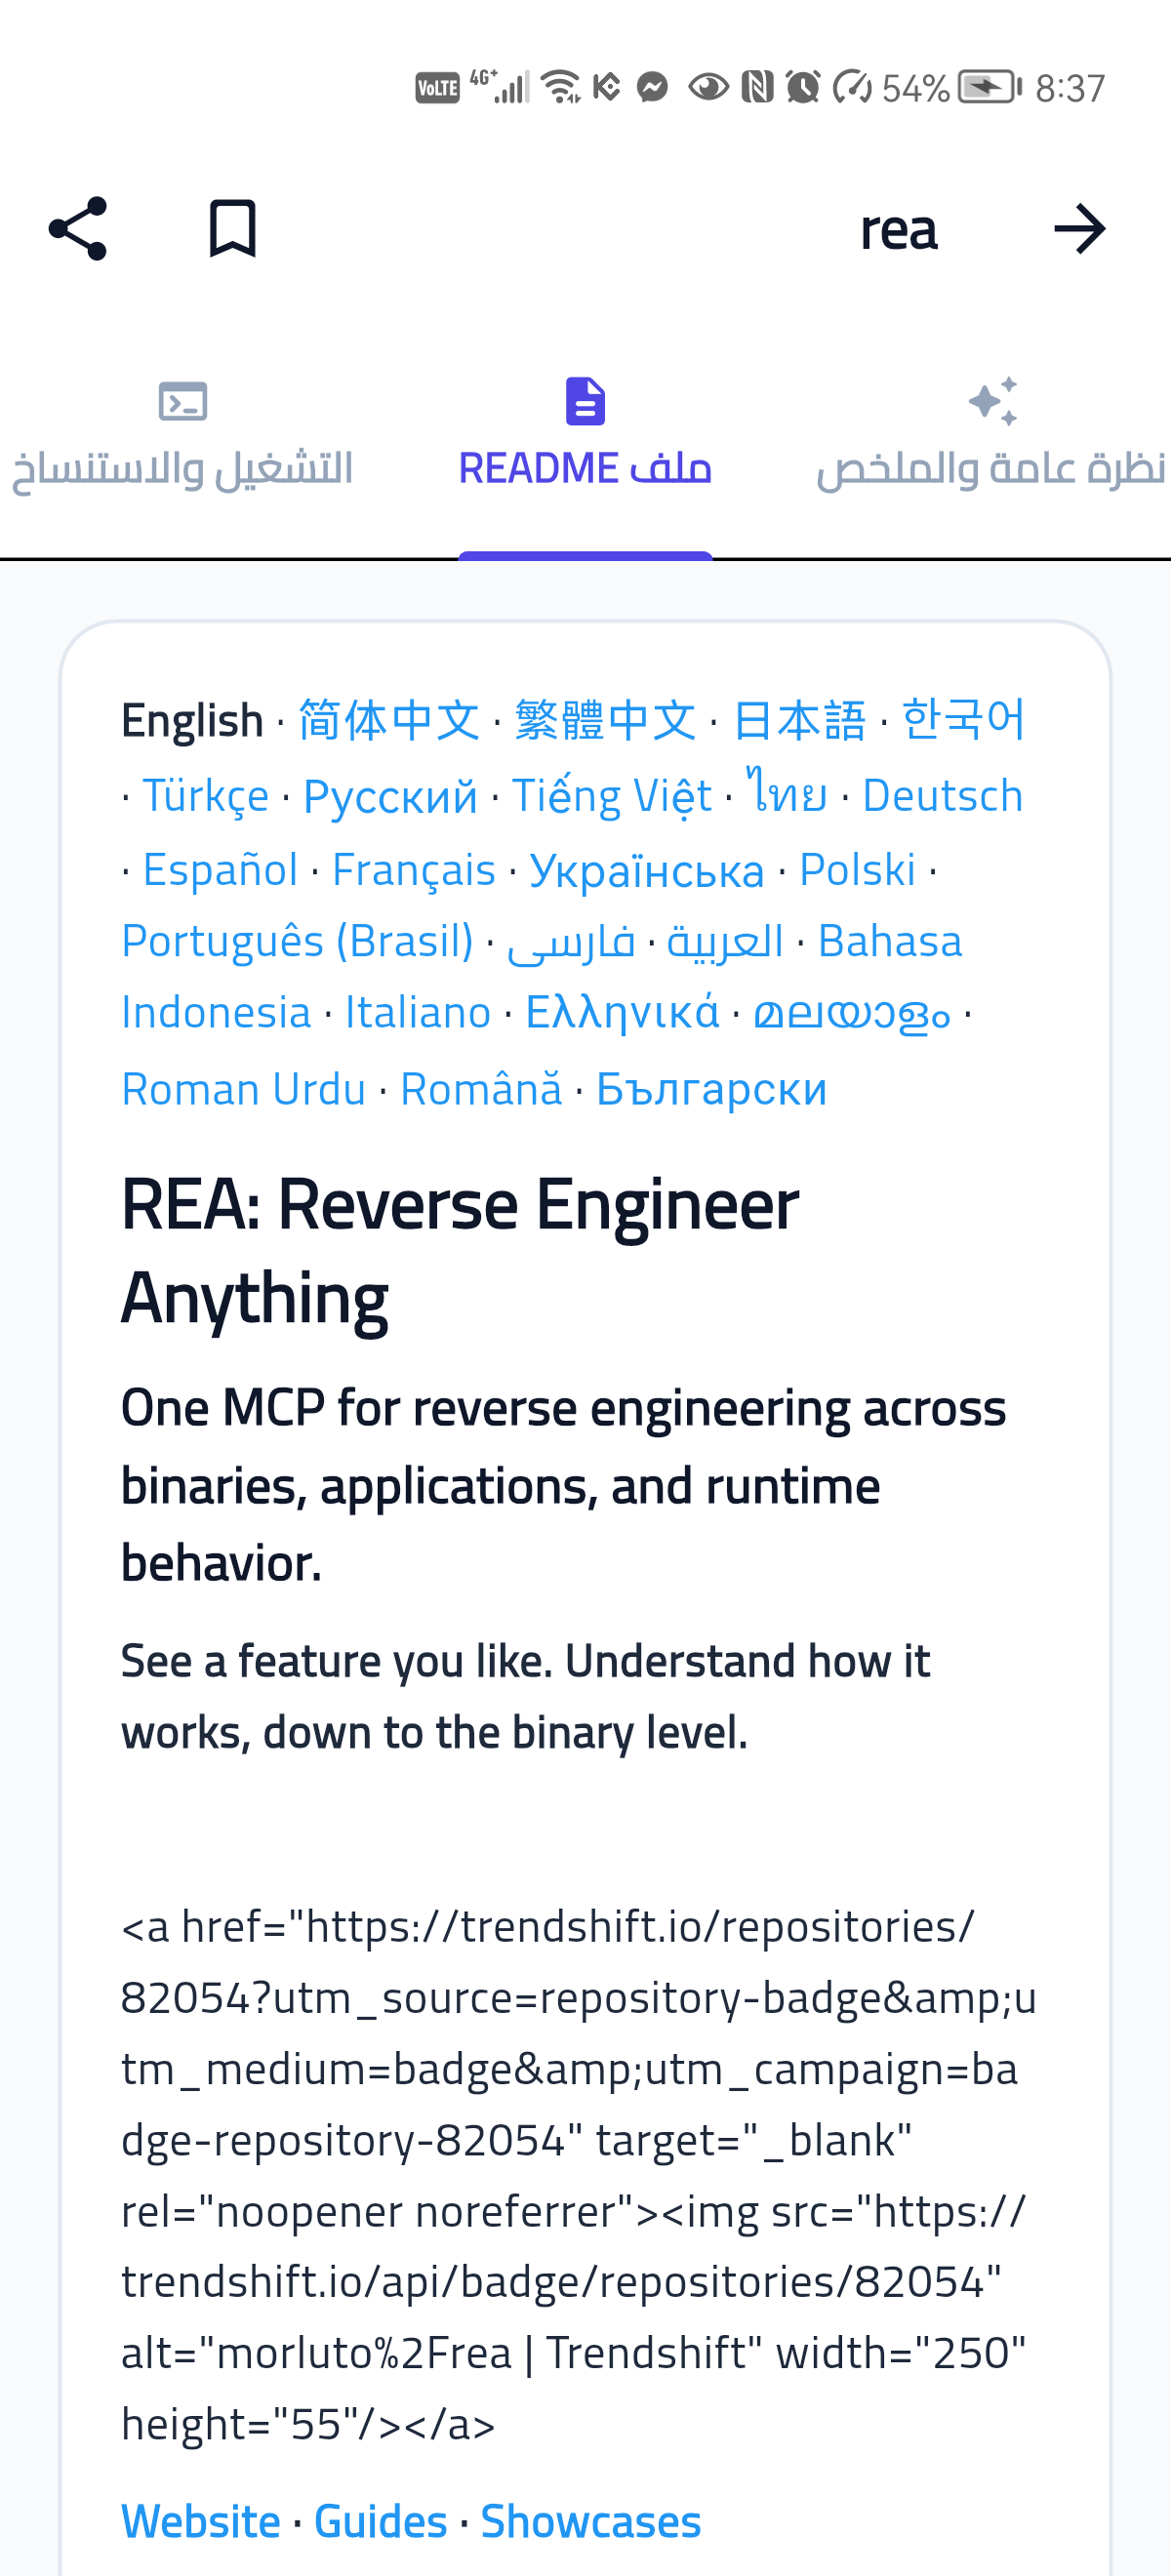 VoLTE 4G+ 54% 8:37
rea
نظرة عامة والملخص
ملف README
التشغيل والاستنساخ
English · 简体中文 · 繁體中文 · 日本語 · 한국어
· Türkçe · Русский · Tiếng Việt · ไทย · Deutsch
· Español · Français · Українська · Polski ·
Português (Brasil) · العربية · فارسی · Bahasa
Indonesia · Italiano · Ελληνικά · മലയാളം ·
Roman Urdu · Română · Български
REA: Reverse Engineer
Anything
One MCP for reverse engineering across
binaries, applications, and runtime
behavior.
See a feature you like. Understand how it
works, down to the binary level.
<a href="https://trendshift.io/repositories/
82054?utm_source=repository-badge&amp;u
tm_medium=badge&amp;utm_campaign=ba
dge-repository-82054" target="_blank"
rel="noopener noreferrer"><img src="https://
trendshift.io/api/badge/repositories/82054"
alt="morluto%2Frea | Trendshift" width="250"
height="55"/></a>
Website · Guides · Showcases